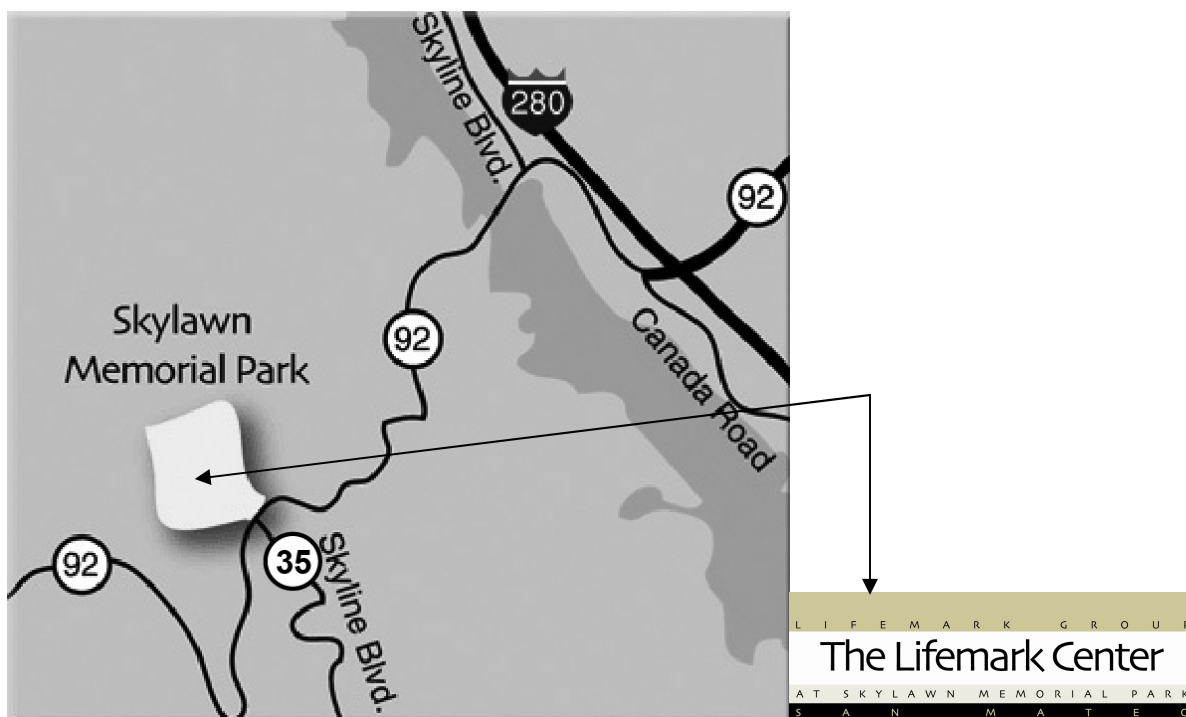 Skyline Blvd.
280
92
Skylawn
Memorial Park
92
Canada Road
92
35
Skyline Blvd.
LIFEMARK GROUP
The Lifemark Center
AT SKYLAWN MEMORIAL PARK
SAN MATEO